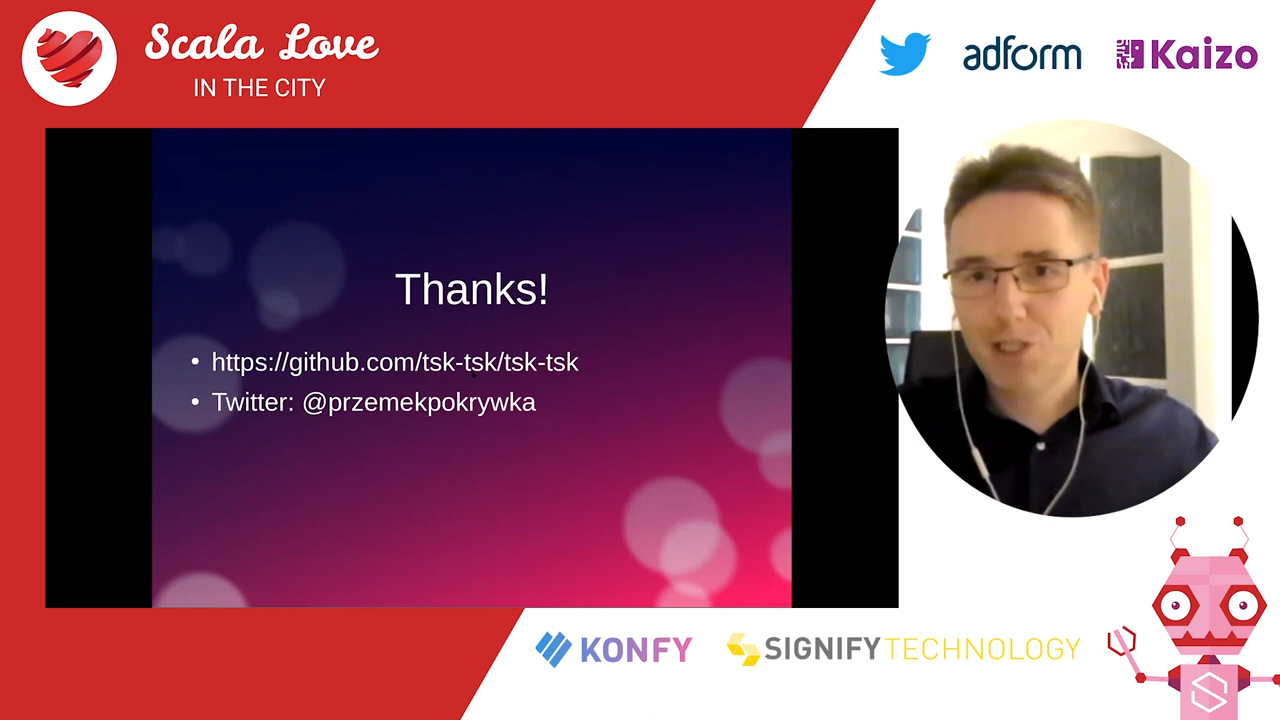 Scala Love
IN THE CITY
adform
Kaizo
Thanks!
• https://github.com/tsk-tsk/tsk-tsk
• Twitter: @przemekpokrywka
KONFY
SIGNIFY TECHNOLOGY
S